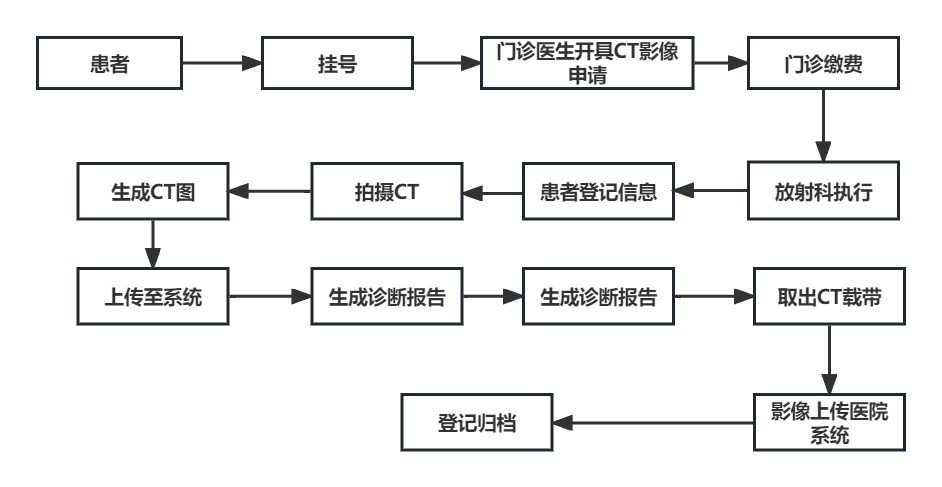 患者
挂号
门诊医生开具CT影像
申请
门诊缴费
生成CT图
拍摄CT
患者登记信息
放射科执行
上传至系统
生成诊断报告
生成诊断报告
取出CT载带
登记归档
影像上传医院
系统